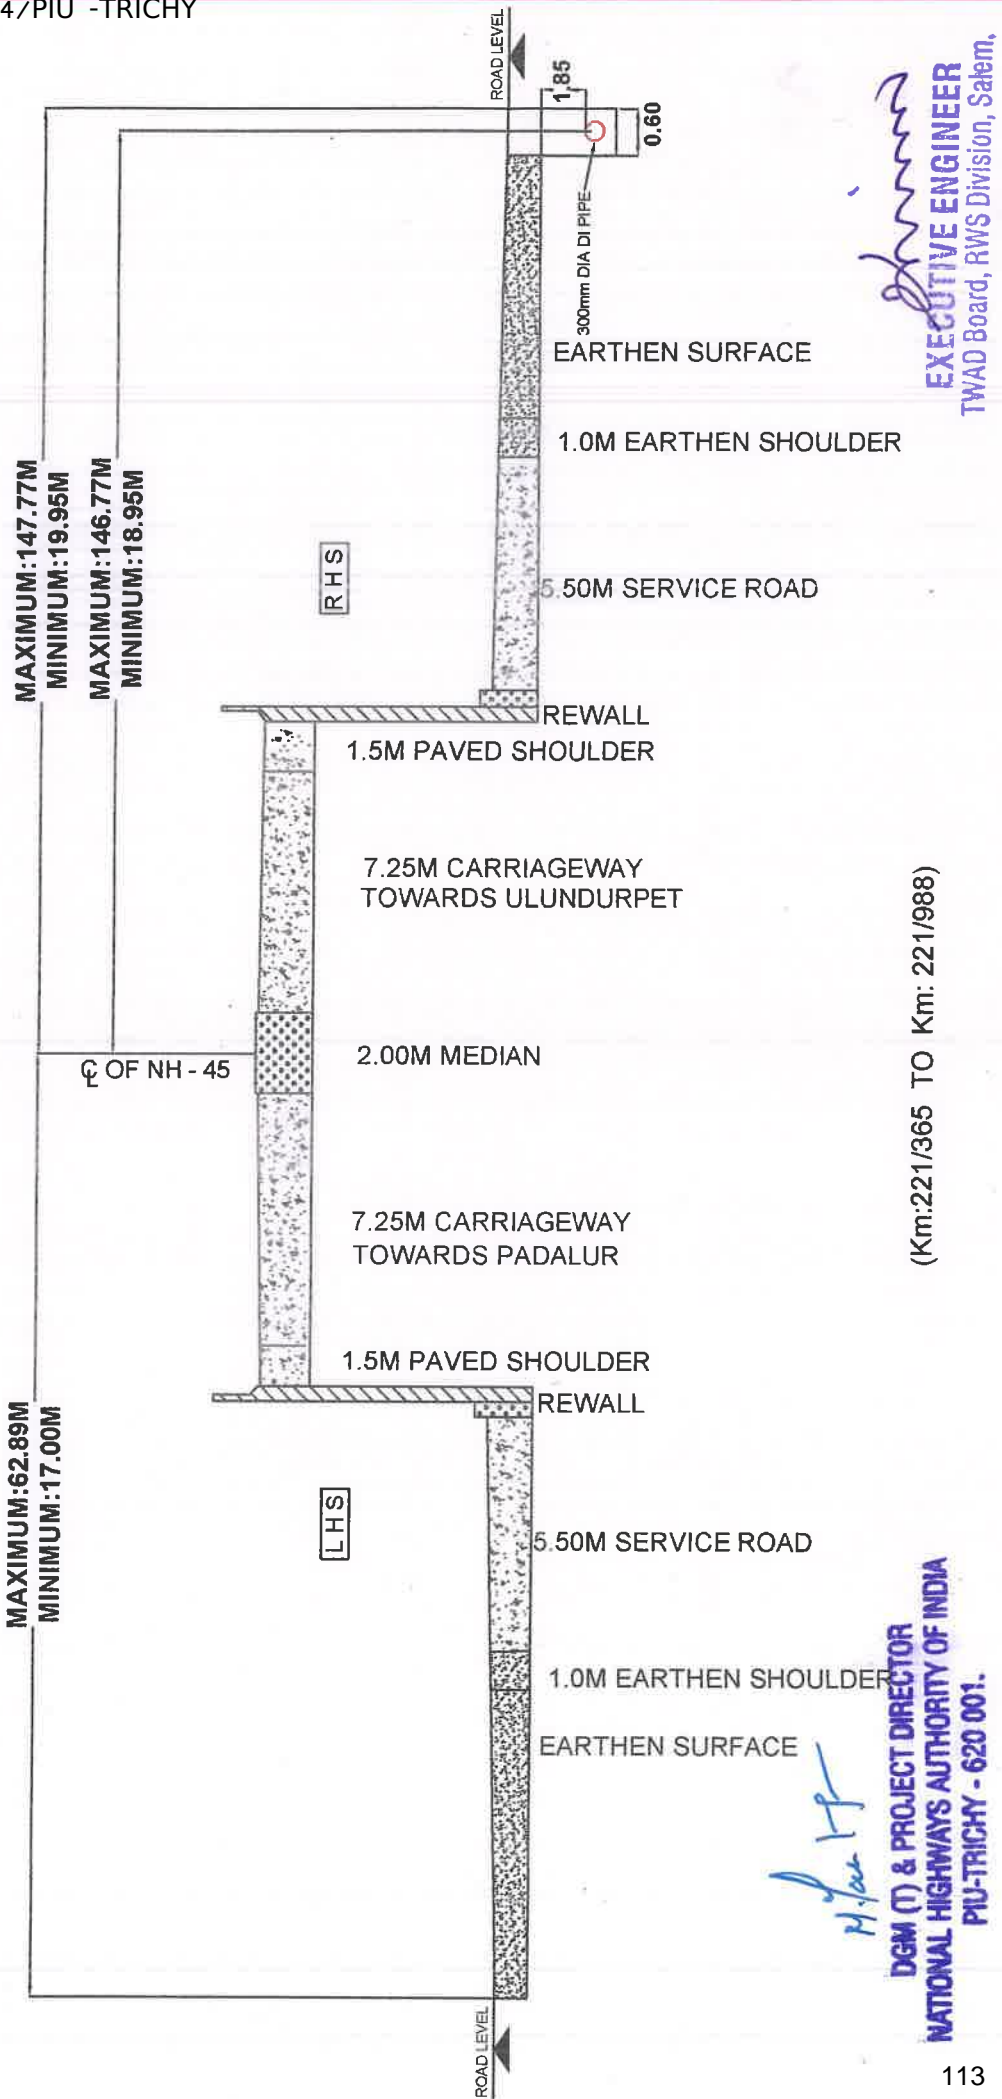 4/PIU -TRICHY
ROAD LEVEL
1.85
0.60
300mm DIA DI PIPE
MAXIMUM:147.77M
MINIMUM:19.95M
MAXIMUM:146.77M
MINIMUM:18.95M
EARTHEN SURFACE
1.0M EARTHEN SHOULDER
RHS
5.50M SERVICE ROAD
REWALL
1.5M PAVED SHOULDER
7.25M CARRIAGEWAY
TOWARDS ULUNDURPET
℄ OF NH - 45
2.00M MEDIAN
7.25M CARRIAGEWAY
TOWARDS PADALUR
1.5M PAVED SHOULDER
REWALL
MAXIMUM:62.89M
MINIMUM:17.00M
LHS
5.50M SERVICE ROAD
1.0M EARTHEN SHOULDER
EARTHEN SURFACE
ROAD LEVEL
(Km:221/365 TO Km: 221/988)
EXECUTIVE ENGINEER
TWAD Board, RWS Division, Salem.
DGM (T) & PROJECT DIRECTOR
NATIONAL HIGHWAYS AUTHORITY OF INDIA
PIU-TRICHY - 620 001.
113